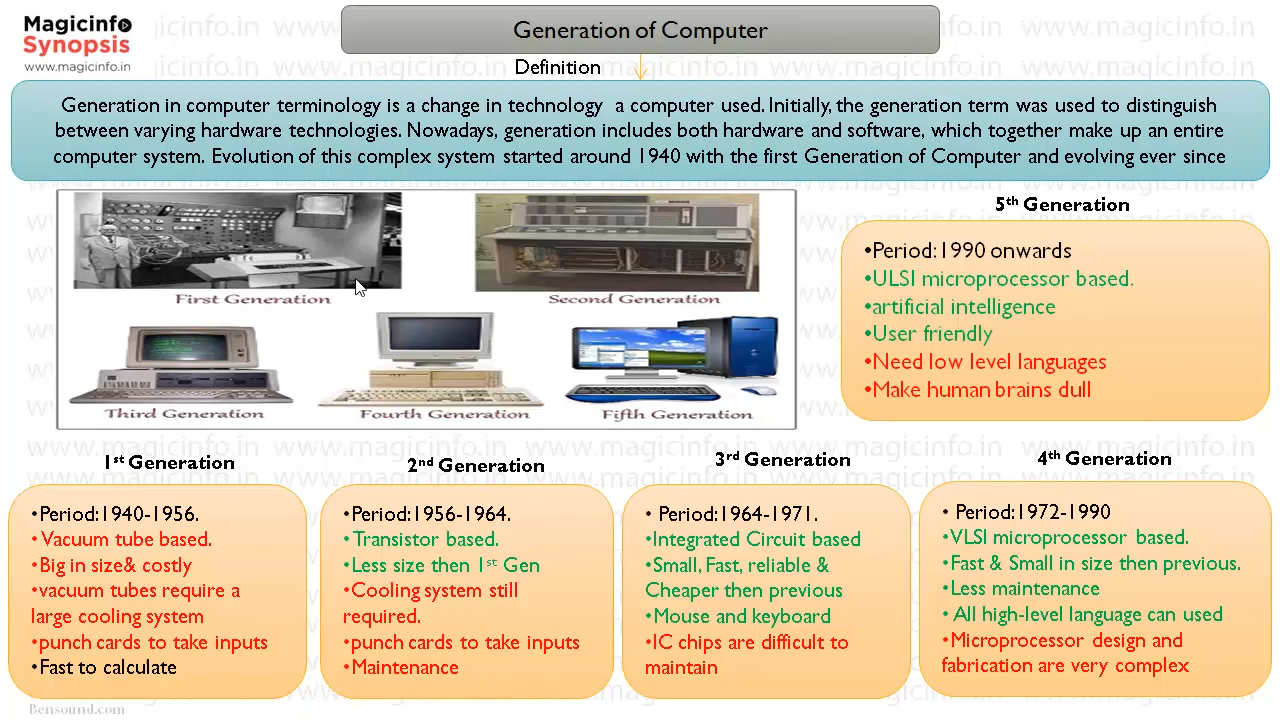 Magicinfo
Synopsis
www.magicinfo.in
Generation of Computer
Definition
Generation in computer terminology is a change in technology a computer used. Initially, the generation term was used to distinguish
between varying hardware technologies. Nowadays, generation includes both hardware and software, which together make up an entire
computer system. Evolution of this complex system started around 1940 with the first Generation of Computer and evolving ever since
First Generation
Second Generation
Third Generation
Fourth Generation
Fifth Generation
5th Generation
•Period:1990 onwards
•ULSI microprocessor based.
•artificial intelligence
•User friendly
•Need low level languages
•Make human brains dull
1st Generation
•Period:1940-1956.
• Vacuum tube based.
•Big in size& costly
•vacuum tubes require a
large cooling system
•punch cards to take inputs
•Fast to calculate
2nd Generation
•Period:1956-1964.
• Transistor based.
•Less size then 1st Gen
•Cooling system still
required.
•punch cards to take inputs
•Maintenance
3rd Generation
• Period:1964-1971.
•Integrated Circuit based
•Small, Fast, reliable &
Cheaper then previous
•Mouse and keyboard
•IC chips are difficult to
maintain
4th Generation
• Period:1972-1990
•VLSI microprocessor based.
•Fast & Small in size then previous.
•Less maintenance
• All high-level language can used
•Microprocessor design and
fabrication are very complex
Bensound.com